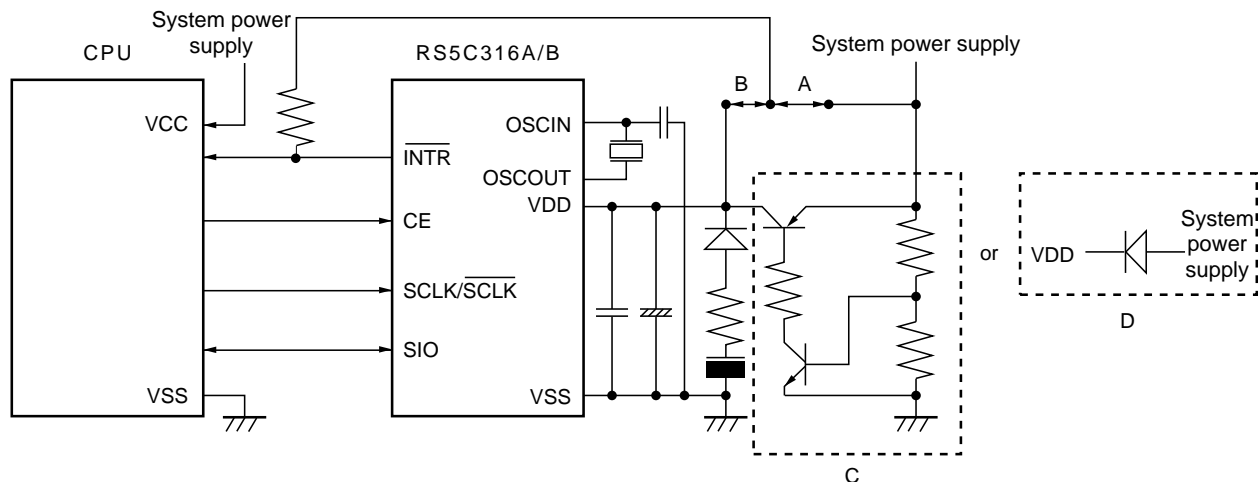 System power
supply
CPU
RS5C316A/B
System power supply
B
A
VCC
OSCIN
INTR
OSCOUT
VDD
CE
SCLK/SCLK
SIO
VSS
VSS
or
VDD
System
power
supply
D
C